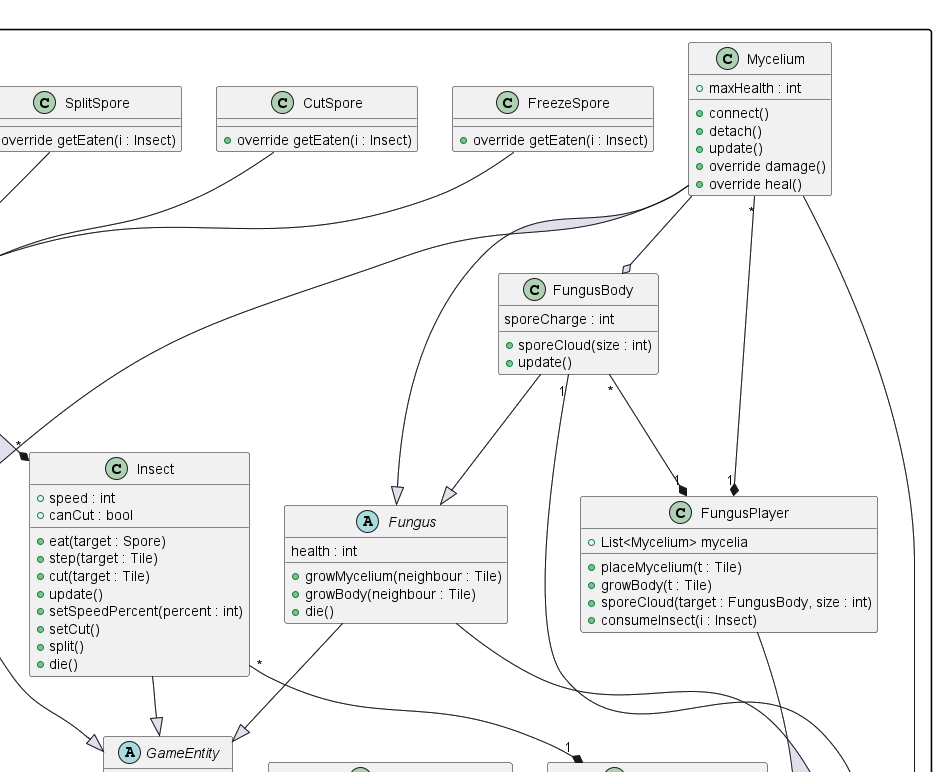 C SplitSpore
override getEaten(i : Insect)
C CutSpore
override getEaten(i : Insect)
C FreezeSpore
override getEaten(i : Insect)
C Mycelium
maxHealth : int
connect()
detach()
update()
override damage()
override heal()
*
C FungusBody
sporeCharge : int
sporeCloud(size : int)
update()
1
*
*
C Insect
speed : int
canCut : bool
eat(target : Spore)
step(target : Tile)
cut(target : Tile)
update()
setSpeedPercent(percent : int)
setCut()
split()
die()
*
A Fungus
health : int
growMycelium(neighbour : Tile)
growBody(neighbour : Tile)
die()
1
1
C FungusPlayer
List<Mycelium> mycelia
placeMycelium(t : Tile)
growBody(t : Tile)
sporeCloud(target : FungusBody, size : int)
consumeInsect(i : Insect)
A GameEntity
1